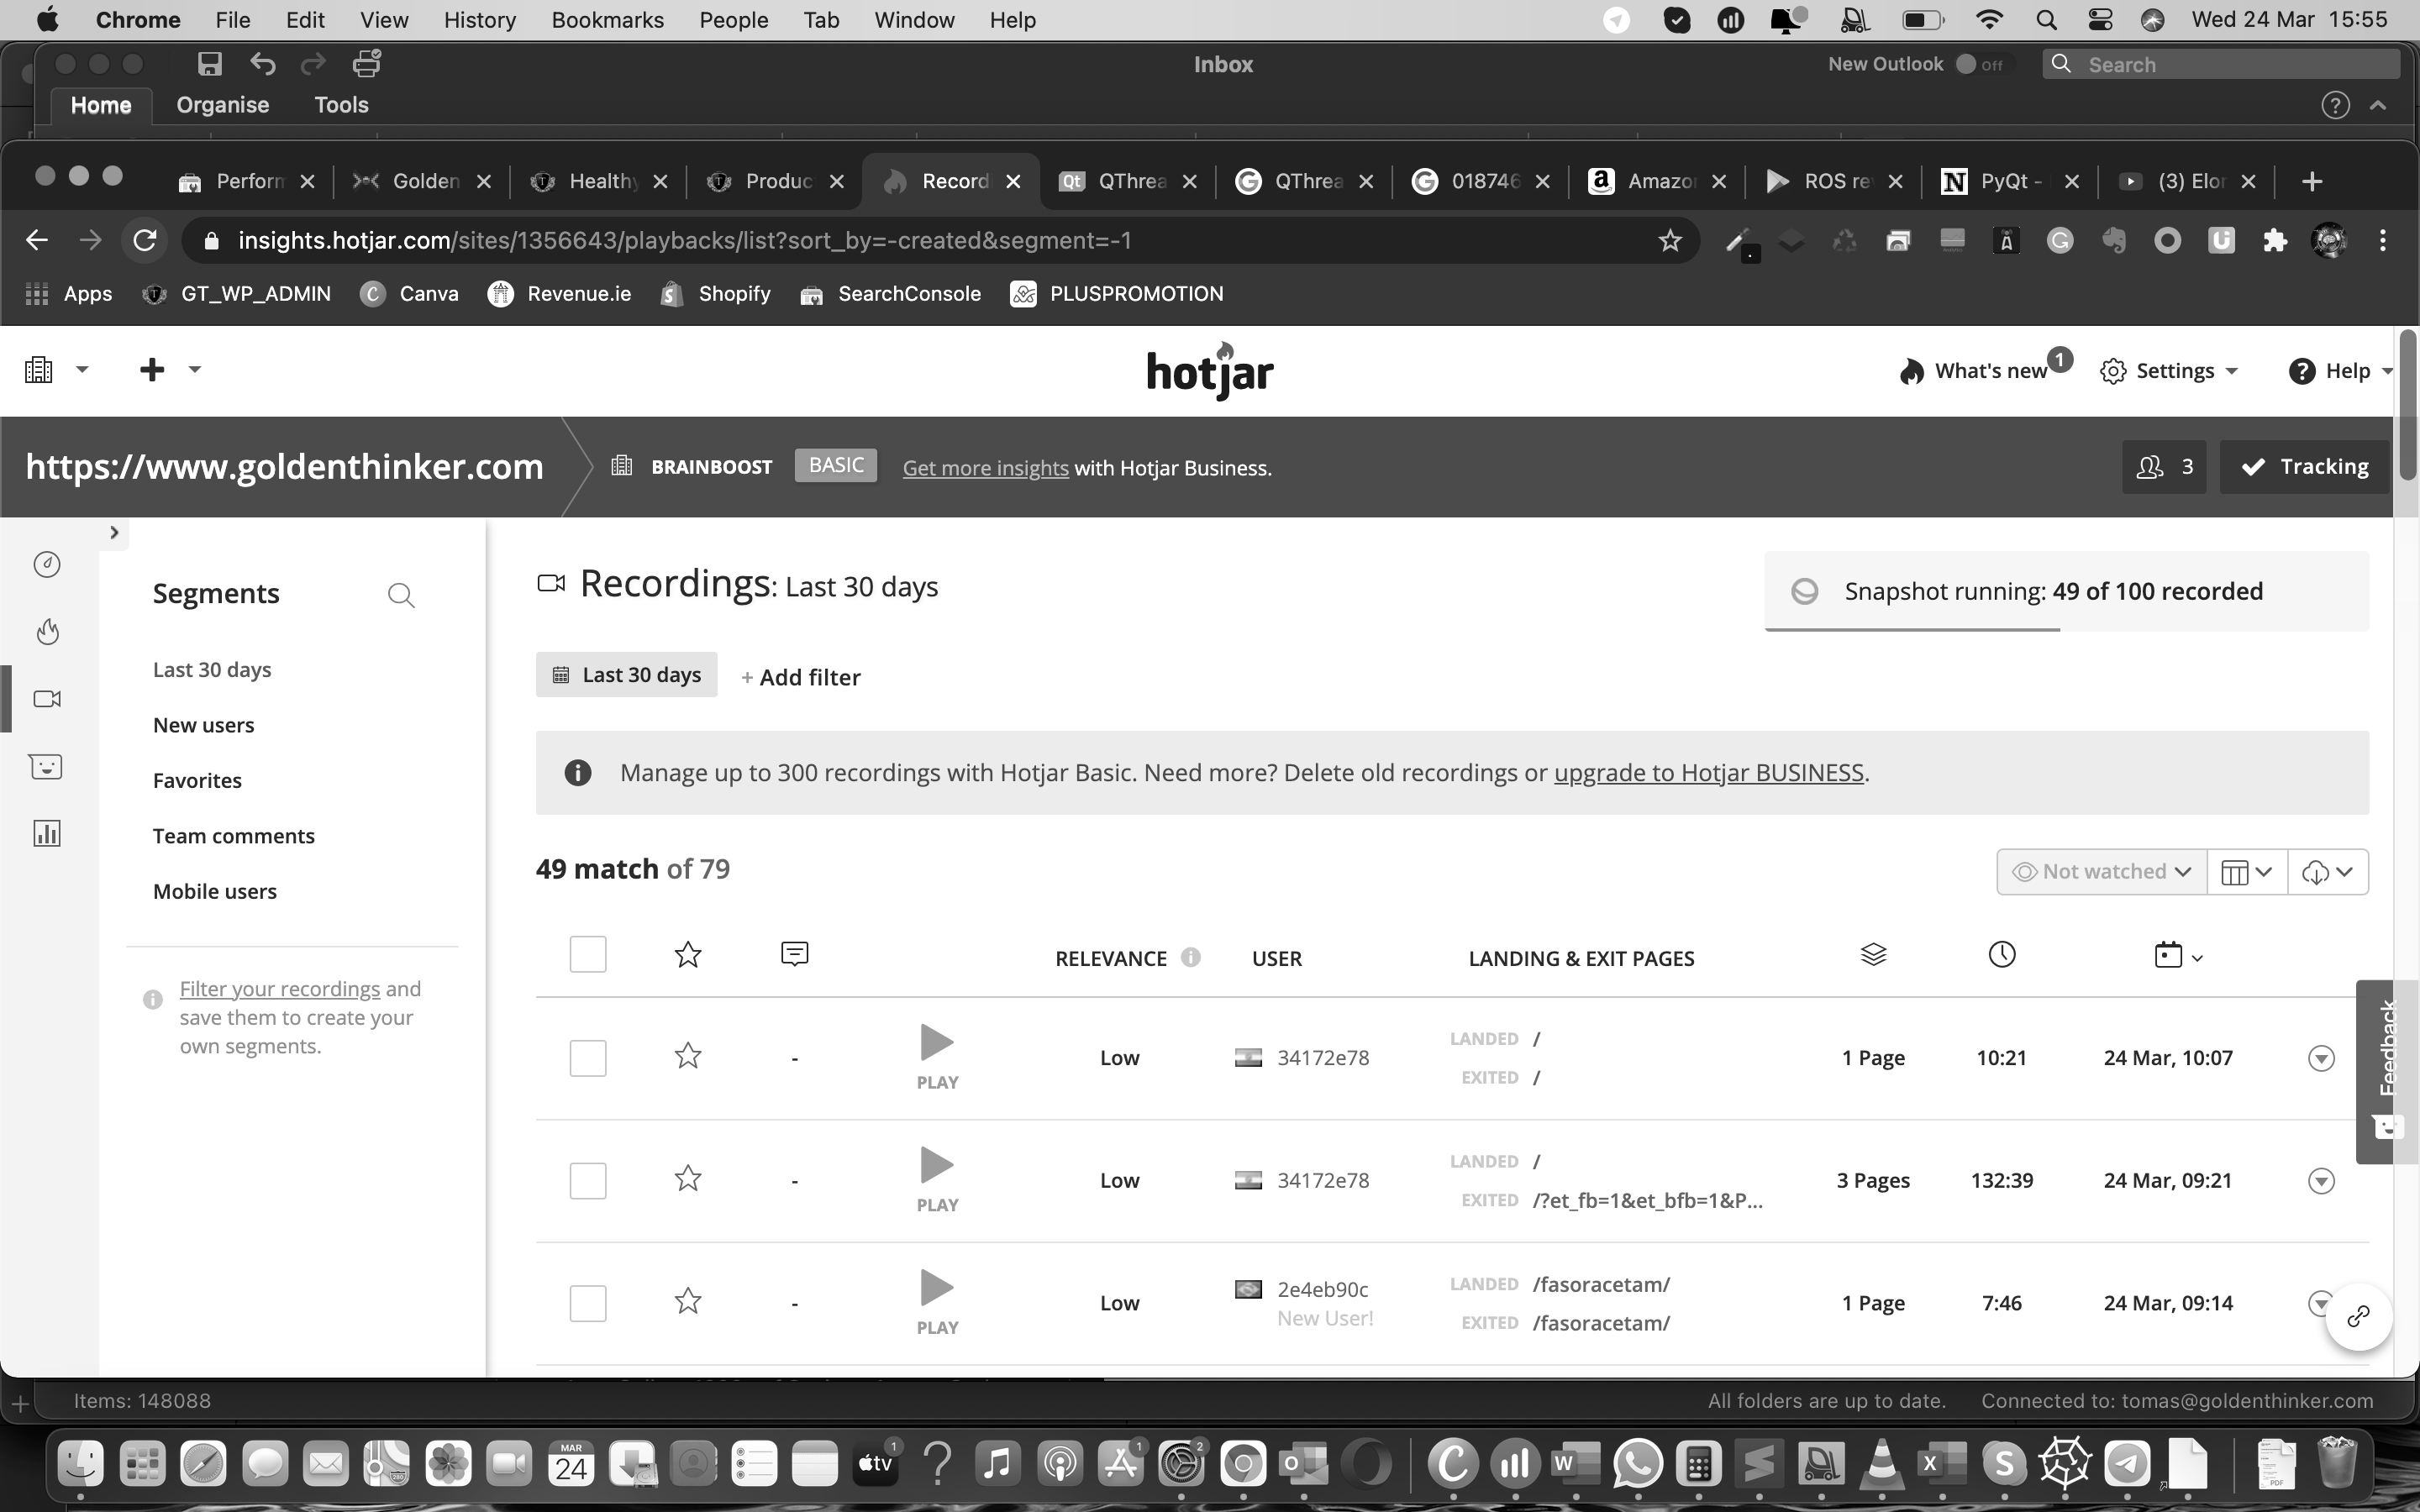 Chrome File Edit View History Bookmarks People Tab Window Help Wed 24 Mar 15:55
Inbox New Outlook off Search
Home Organise Tools
Perform Golden Healthy Produc Record QThrea QThrea 018746 Amazon ROS re PyQt - (3) Elon
insights.hotjar.com/sites/1356643/playbacks/list?sort_by=-created&segment=-1
Apps GT_WP_ADMIN Canva Revenue.ie Shopify SearchConsole PLUSPROMOTION
hotjar What's new 1 Settings Help
https://www.goldenthinker.com BRAINBOOST BASIC Get more insights with Hotjar Business. 3 Tracking
Segments
Last 30 days
New users
Favorites
Team comments
Mobile users
Filter your recordings and
save them to create your
own segments.
Recordings: Last 30 days
Snapshot running: 49 of 100 recorded
Last 30 days + Add filter
Manage up to 300 recordings with Hotjar Basic. Need more? Delete old recordings or upgrade to Hotjar BUSINESS.
49 match of 79
Not watched
RELEVANCE USER LANDING & EXIT PAGES
LANDED /
- PLAY Low 34172e78 1 Page 10:21 24 Mar, 10:07
EXITED /
LANDED /
- PLAY Low 34172e78 3 Pages 132:39 24 Mar, 09:21
EXITED /?et_fb=1&et_bfb=1&P...
LANDED /fasoracetam/
- PLAY Low 2e4eb90c 1 Page 7:46 24 Mar, 09:14
New User!
EXITED /fasoracetam/
Feedback
Items: 148088 All folders are up to date. Connected to: tomas@goldenthinker.com
MAR
24
tv 1
1
2
PDF